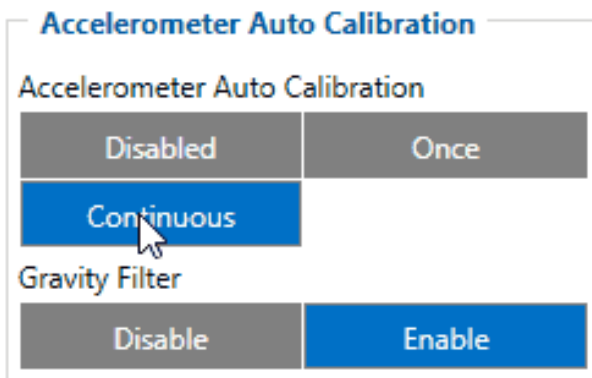 Accelerometer Auto Calibration
Accelerometer Auto Calibration
Disabled Once
Continuous
Gravity Filter
Disable Enable